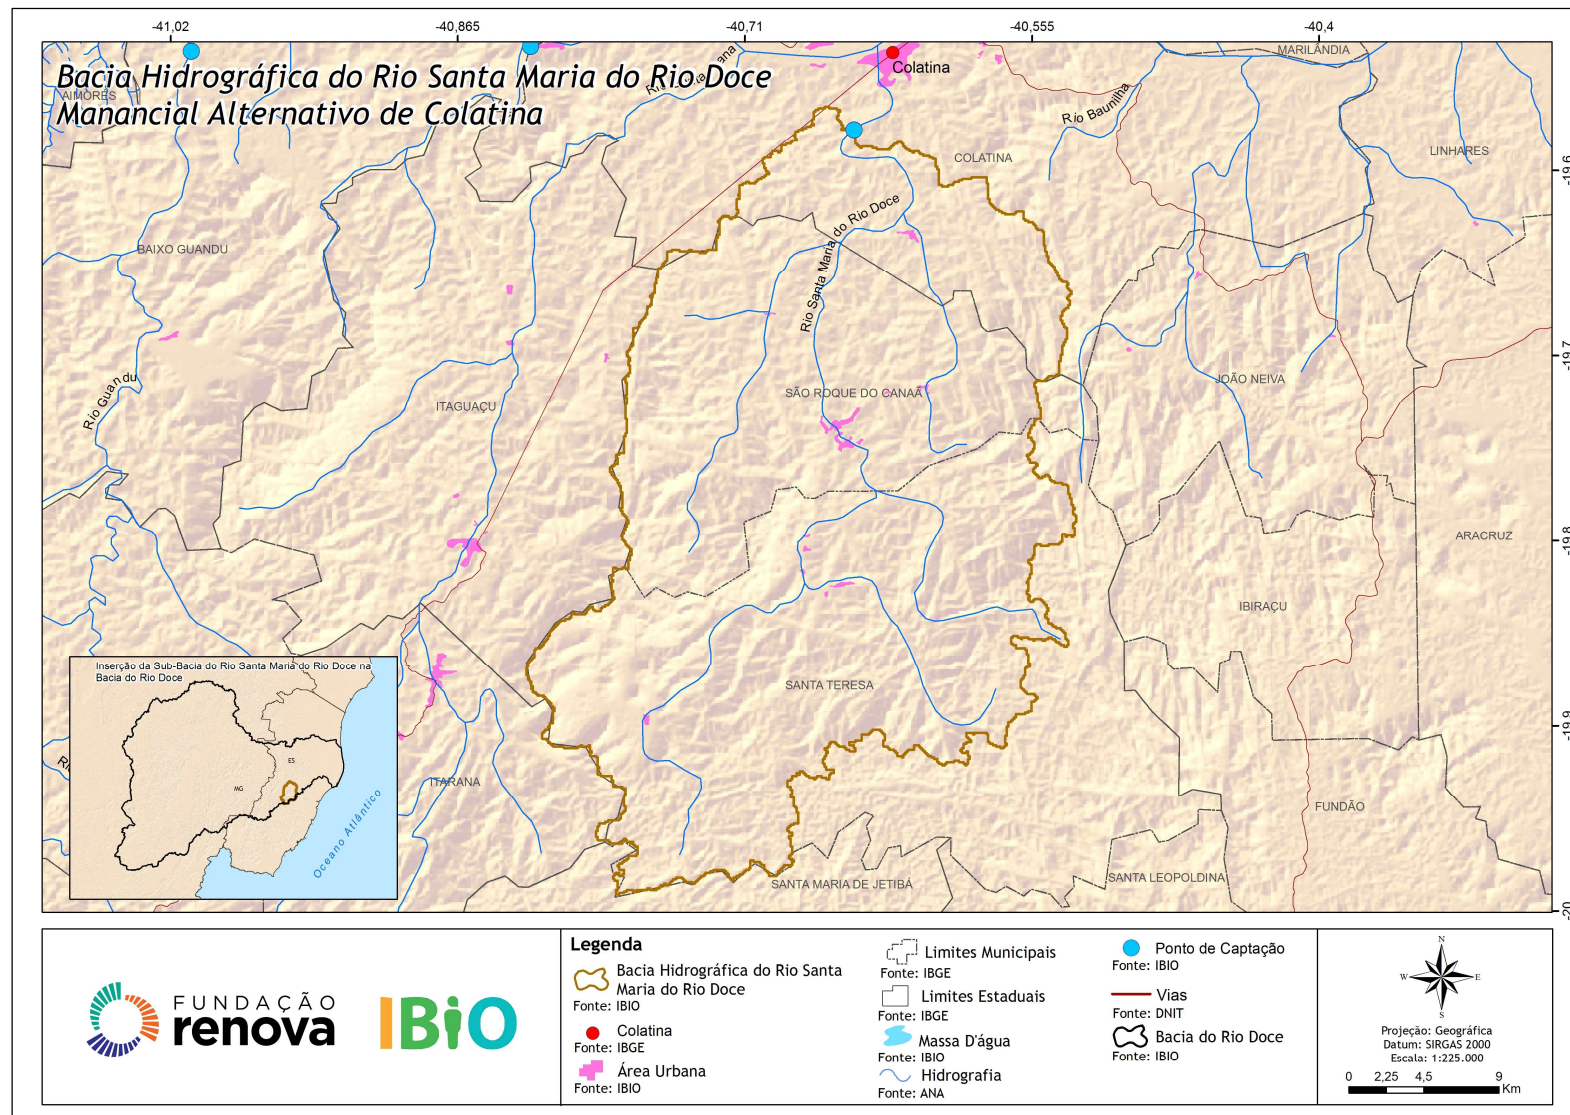 -41,02
-40,865
-40,71
-40,555
-40,4
Bacia Hidrográfica do Rio Santa Maria do Rio Doce
Manancial Alternativo de Colatina
AIMORÉS
Colatina
MARILÂNDIA
Rio Baunilha
COLATINA
LINHARES
-19,6
BAIXO GUANDU
Rio Santa Maria do Rio Doce
-19,7
Rio Guandu
ITAGUAÇU
SÃO ROQUE DO CANAÃ
JOÃO NEIVA
-19,8
ARACRUZ
IBIRAÇU
SANTA TERESA
-19,9
ITARANA
FUNDÃO
SANTA MARIA DE JETIBÁ
SANTA LEOPOLDINA
-20
Inserção da Sub-Bacia do Rio Santa Maria do Rio Doce na
Bacia do Rio Doce
ES
MG
Oceano Atlântico
FUNDAÇÃO
renova
IBiO
Legenda
Bacia Hidrográfica do Rio Santa
Maria do Rio Doce
Fonte: IBIO
Colatina
Fonte: IBGE
Área Urbana
Fonte: IBIO
Limites Municipais
Fonte: IBGE
Limites Estaduais
Fonte: IBGE
Massa D'água
Fonte: IBIO
Hidrografia
Fonte: ANA
Ponto de Captação
Fonte: IBIO
Vias
Fonte: DNIT
Bacia do Rio Doce
Fonte: IBIO
N
W
E
S
Projeção: Geográfica
Datum: SIRGAS 2000
Escala: 1:225.000
0 2,25 4,5 9
Km